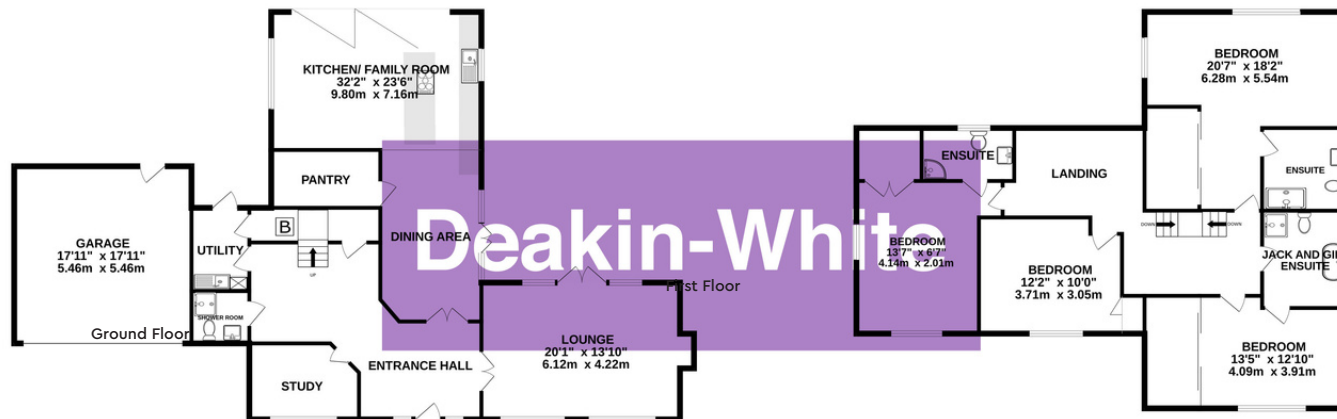 KITCHEN/ FAMILY ROOM
32'2" x 23'6"
9.80m x 7.16m
PANTRY
DINING AREA
GARAGE
17'11" x 17'11"
5.46m x 5.46m
UTILITY
B
UP
SHOWER ROOM
Ground Floor
STUDY
ENTRANCE HALL
LOUNGE
20'1" x 13'10"
6.12m x 4.22m
Deakin-White
First Floor
BEDROOM
20'7" x 18'2"
6.28m x 5.54m
ENSUITE
LANDING
ENSUITE
BEDROOM
13'7" x 6'7"
4.14m x 2.01m
DOWN
DOWN
BEDROOM
12'2" x 10'0"
3.71m x 3.05m
JACK AND GI
ENSUITE
BEDROOM
13'5" x 12'10"
4.09m x 3.91m